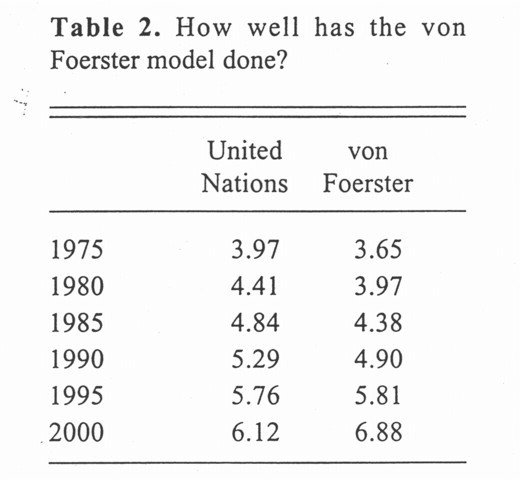 Table 2. How well has the von
Foerster model done?
United von
Nations Foerster
1975 3.97 3.65
1980 4.41 3.97
1985 4.84 4.38
1990 5.29 4.90
1995 5.76 5.81
2000 6.12 6.88